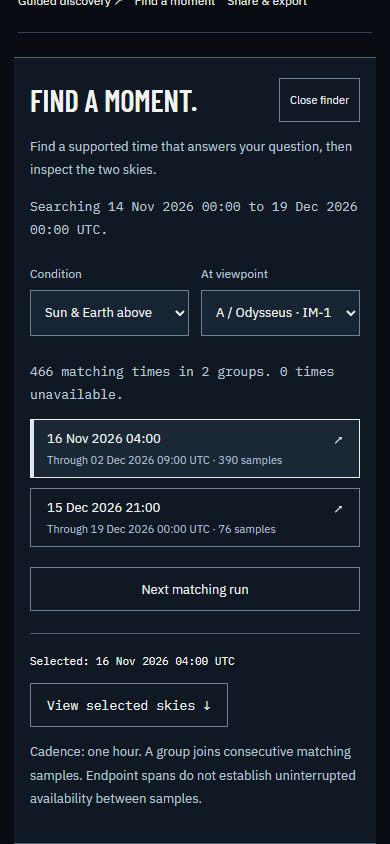 Guided discovery ↗ Find a moment Share & export
FIND A MOMENT.
Close finder
Find a supported time that answers your question, then
inspect the two skies.
Searching 14 Nov 2026 00:00 to 19 Dec 2026
00:00 UTC.
Condition
At viewpoint
Sun & Earth above
A / Odysseus · IM-1
466 matching times in 2 groups. 0 times
unavailable.
16 Nov 2026 04:00 ↗
Through 02 Dec 2026 09:00 UTC · 390 samples
15 Dec 2026 21:00 ↗
Through 19 Dec 2026 00:00 UTC · 76 samples
Next matching run
Selected: 16 Nov 2026 04:00 UTC
View selected skies ↓
Cadence: one hour. A group joins consecutive matching
samples. Endpoint spans do not establish uninterrupted
availability between samples.